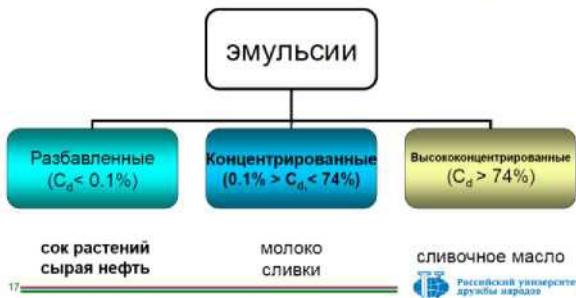 эмульсии
Разбавленные
(Cd< 0.1%)
Концентрированные
(0.1% > Cd,< 74%)
Высококонцентрированные
(Cd > 74%)
сок растений
сырая нефть
молоко
сливки
сливочное масло
17
Российский университет
дружбы народов